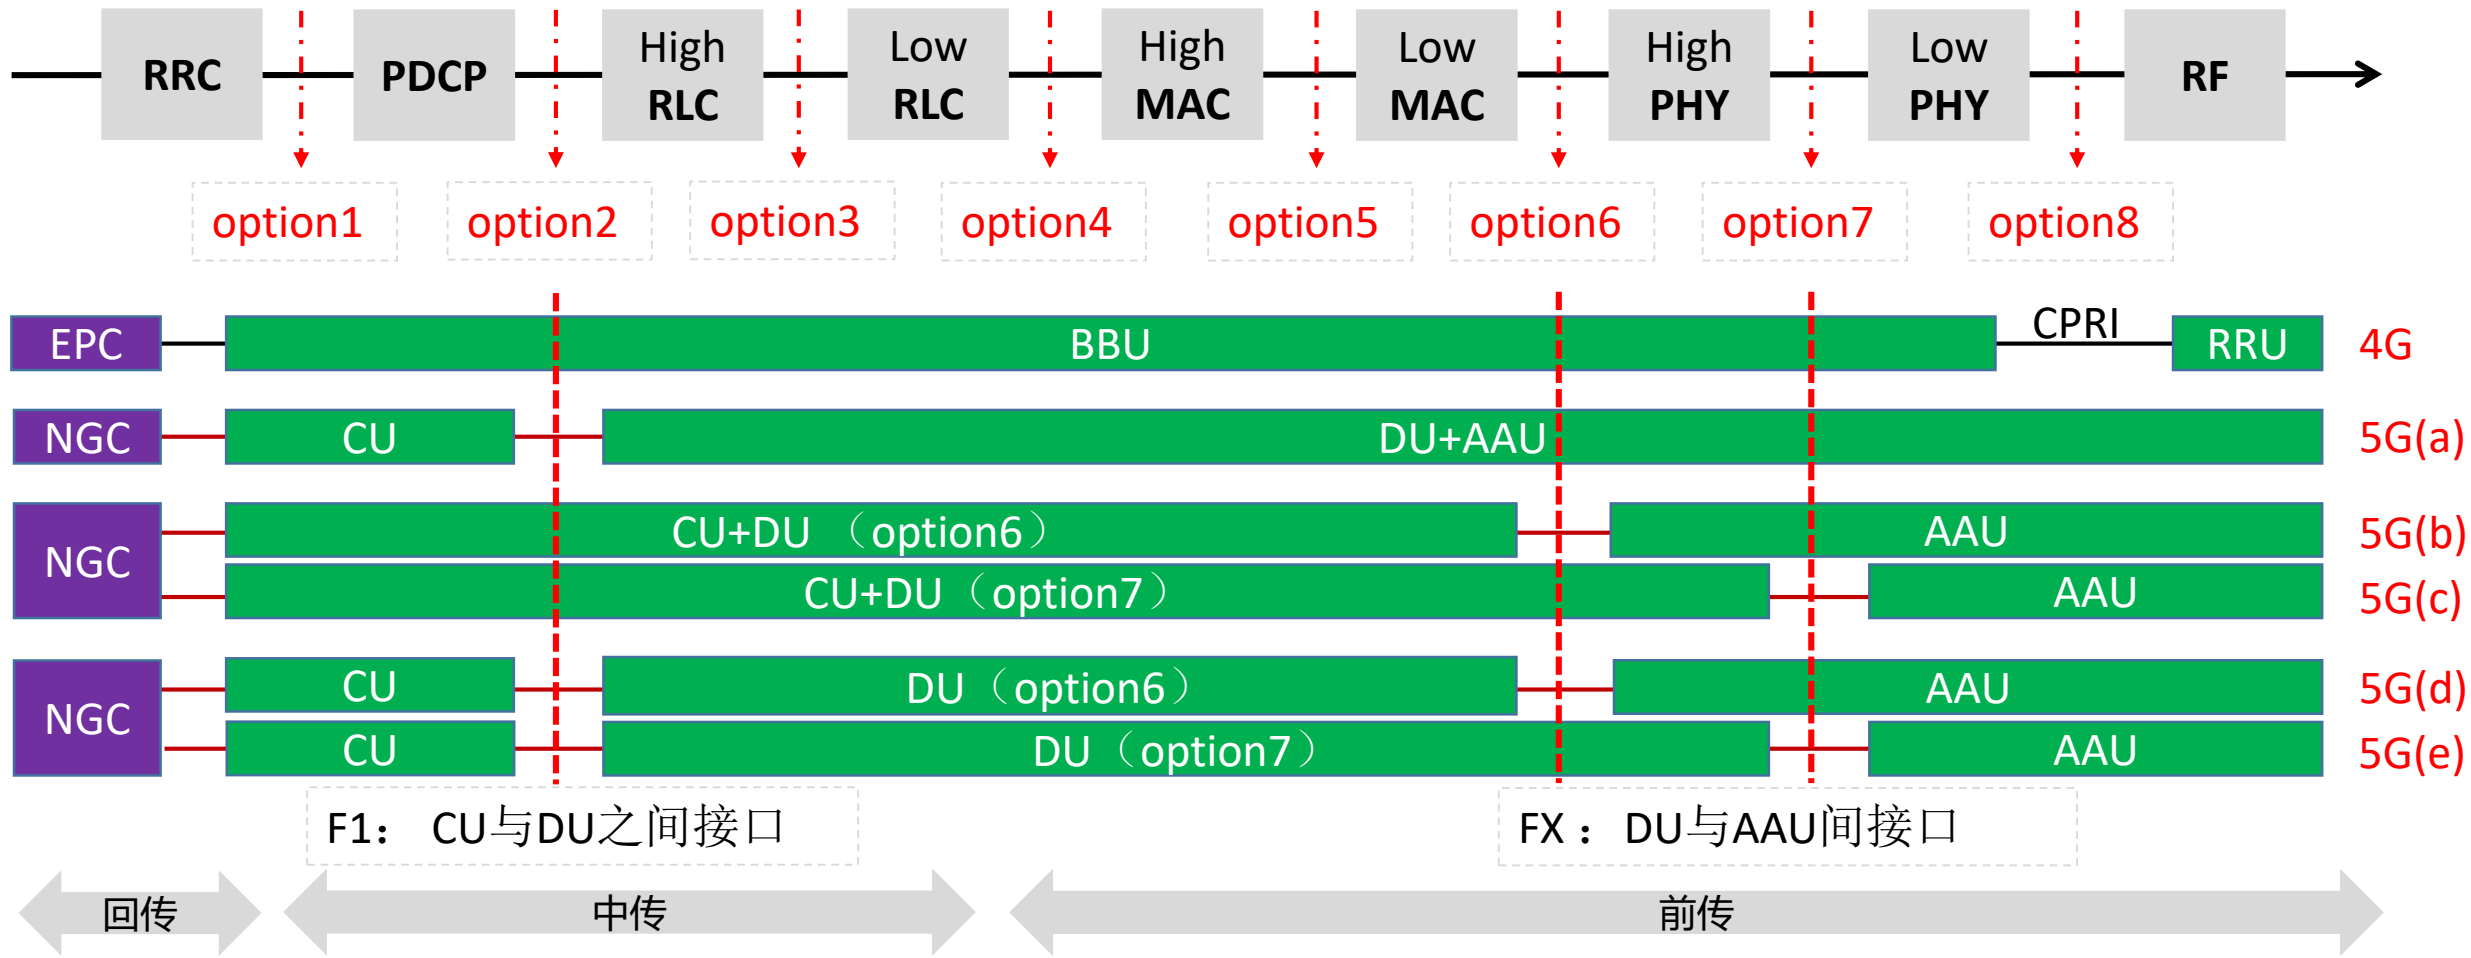 RRC
PDCP
High
RLC
Low
RLC
High
MAC
Low
MAC
High
PHY
Low
PHY
RF
option1
option2
option3
option4
option5
option6
option7
option8
EPC
BBU
CPRI
RRU
4G
NGC
CU
DU+AAU
5G(a)
NGC
CU+DU （option6）
AAU
5G(b)
CU+DU（option7）
AAU
5G(c)
NGC
CU
DU（option6）
AAU
5G(d)
CU
DU（option7）
AAU
5G(e)
F1： CU与DU之间接口
FX ：DU与AAU间接口
回传
中传
前传